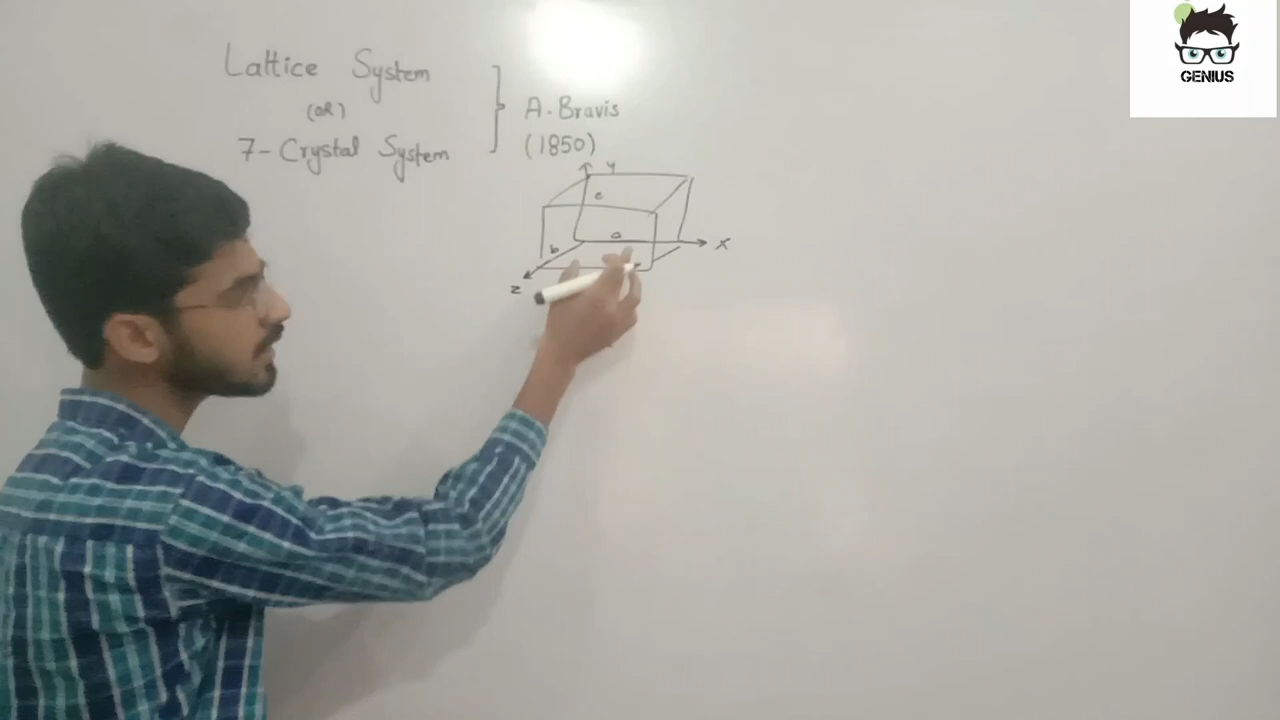 Lattice System
(OR)
7- Crystal System
A. Bravis
(1850)
y
c
a
b
X
z
GENIUS